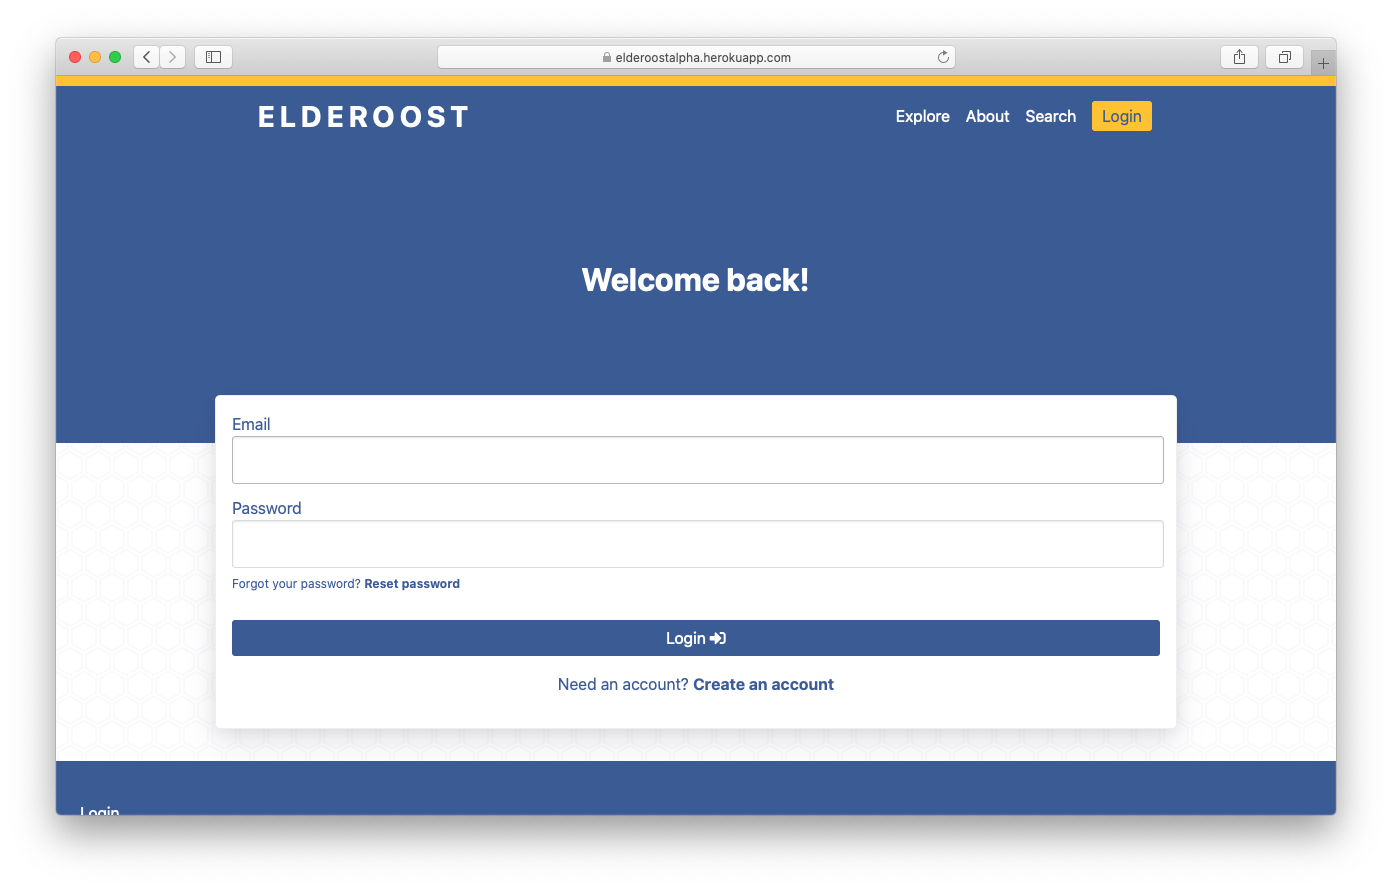 elderoostalpha.herokuapp.com
ELDEROOST
Explore About Search Login
Welcome back!
Email
Password
Forgot your password? Reset password
Login
Need an account? Create an account
Login